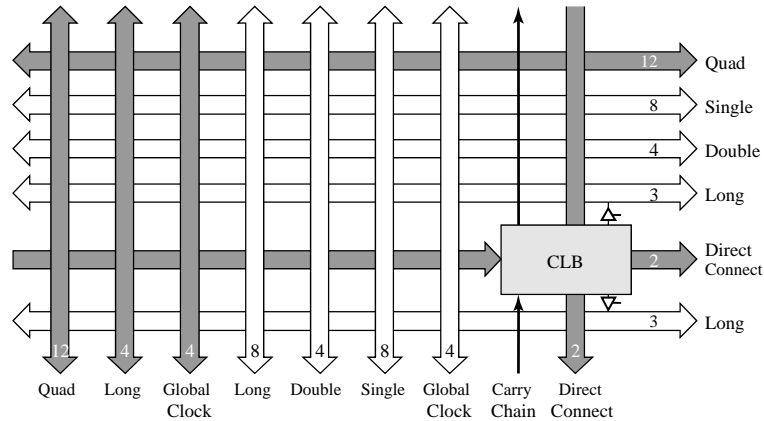 12
Quad
8
Single
4
Double
3
Long
CLB
2
Direct
Connect
3
Long
12
4
4
8
4
8
4
2
Quad
Long
Global
Clock
Long
Double
Single
Global
Clock
Carry
Chain
Direct
Connect